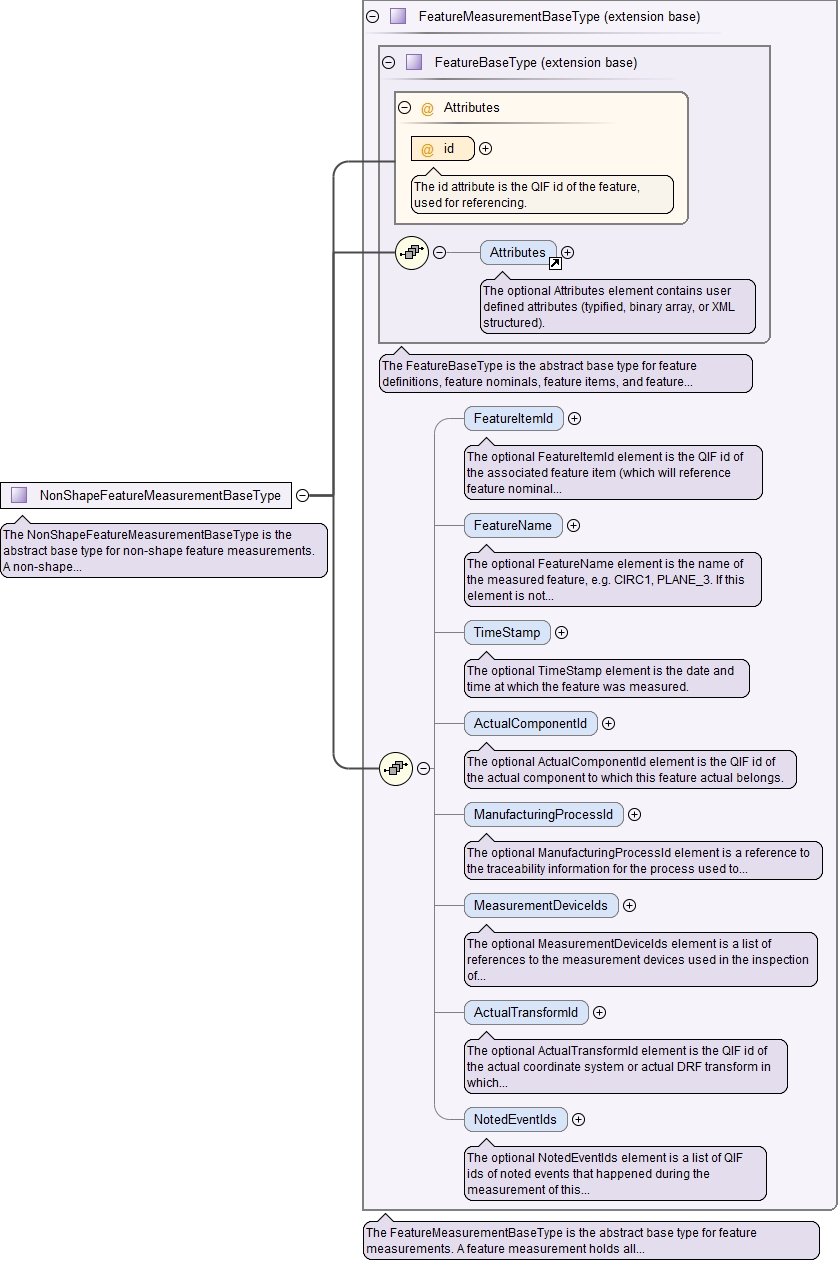 FeatureMeasurementBaseType (extension base)
FeatureBaseType (extension base)
@ Attributes
@ id
The id attribute is the QIF id of the feature,
used for referencing.
Attributes
The optional Attributes element contains user
defined attributes (typified, binary array, or XML
structured).
The FeatureBaseType is the abstract base type for feature
definitions, feature nominals, feature items, and feature...
FeatureItemId
The optional FeatureItemId element is the QIF id of
the associated feature item (which will reference
feature nominal...
NonShapeFeatureMeasurementBaseType
The NonShapeFeatureMeasurementBaseType is the
abstract base type for non-shape feature measurements.
A non-shape...
FeatureName
The optional FeatureName element is the name of
the measured feature, e.g. CIRC1, PLANE_3. If this
element is not...
TimeStamp
The optional TimeStamp element is the date and
time at which the feature was measured.
ActualComponentId
The optional ActualComponentId element is the QIF id of
the actual component to which this feature actual belongs.
ManufacturingProcessId
The optional ManufacturingProcessId element is a reference to
the traceability information for the process used to...
MeasurementDeviceIds
The optional MeasurementDeviceIds element is a list of
references to the measurement devices used in the inspection
of...
ActualTransformId
The optional ActualTransformId element is the QIF id of
the actual coordinate system or actual DRF transform in
which...
NotedEventIds
The optional NotedEventIds element is a list of QIF
ids of noted events that happened during the
measurement of this...
The FeatureMeasurementBaseType is the abstract base type for feature
measurements. A feature measurement holds all...